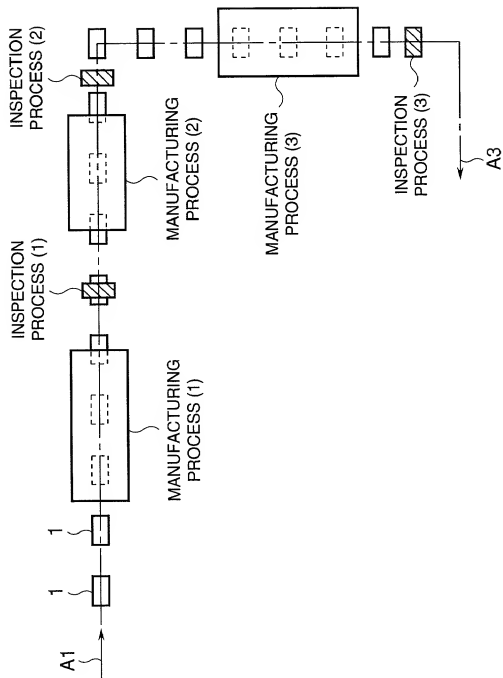 A1
1
1
MANUFACTURING
PROCESS (1)
INSPECTION
PROCESS (1)
MANUFACTURING
PROCESS (2)
INSPECTION
PROCESS (2)
MANUFACTURING
PROCESS (3)
INSPECTION
PROCESS (3)
A3